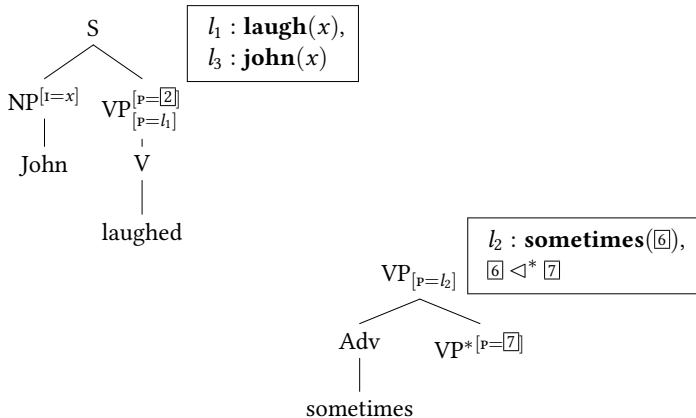 S
l₁ : laugh(x),
l₃ : john(x)
NP[I=x] VP[P=2]
[P=l₁]
John V
laughed
l₂ : sometimes(6),
6 ◁* 7
VP[P=l₂]
Adv VP*[P=7]
sometimes